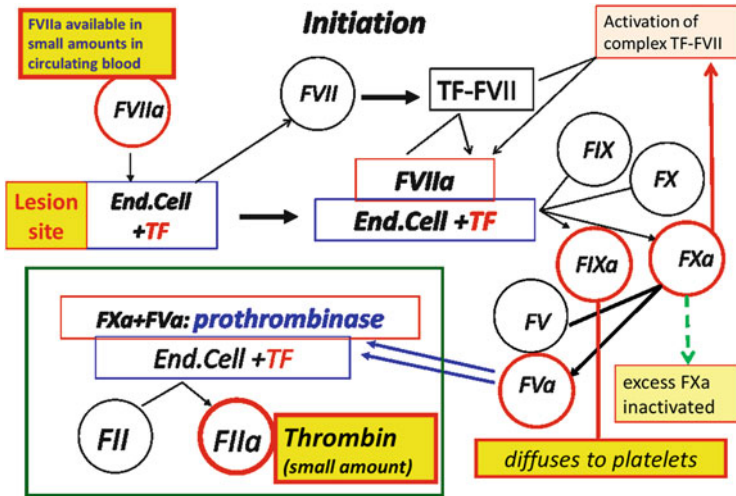 Initiation
FVIIa available in
small amounts in
circulating blood
FVIIa
FVII
TF-FVII
Activation of
complex TF-FVII
Lesion
site
End.Cell
+TF
FVIIa
End.Cell +TF
FIX
FX
FIXa
FXa
FXa+FVa: prothrombinase
End.Cell +TF
FII
FIIa
Thrombin
(small amount)
FV
FVa
excess FXa
inactivated
diffuses to platelets